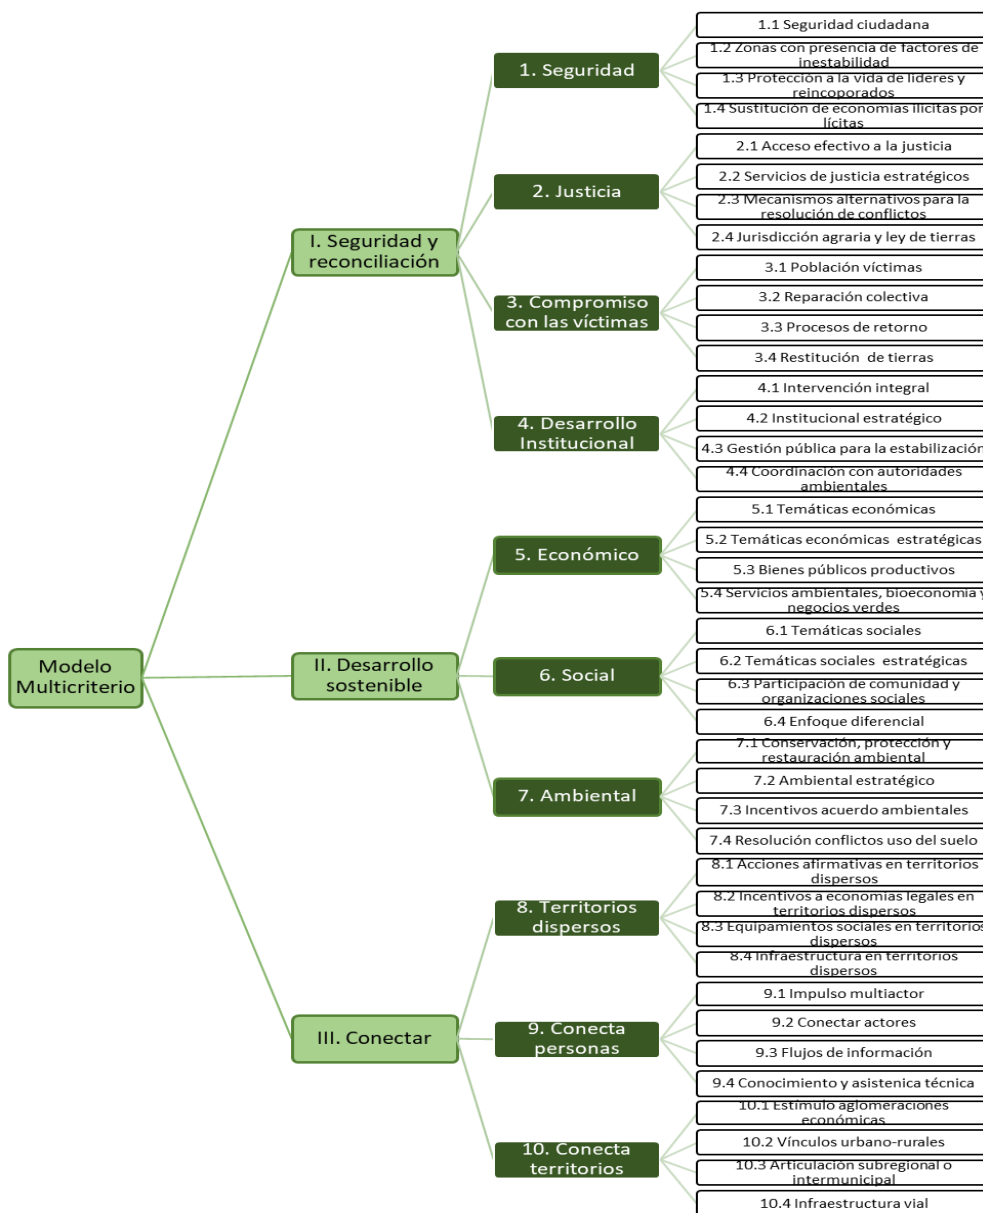 Modelo
Multicriterio
I. Seguridad y
reconciliación
1. Seguridad
1.1 Seguridad ciudadana
1.2 Zonas con presencia de factores de
inestabilidad
1.3 Protección a la vida de líderes y
reincoporados
1.4 Sustitución de economías ilícitas por
lícitas
2. Justicia
2.1 Acceso efectivo a la justicia
2.2 Servicios de justicia estratégicos
2.3 Mecanismos alternativos para la
resolución de conflictos
2.4 Jurisdicción agraria y ley de tierras
3. Compromiso
con las víctimas
3.1 Población víctimas
3.2 Reparación colectiva
3.3 Procesos de retorno
3.4 Restitución de tierras
4. Desarrollo
Institucional
4.1 Intervención integral
4.2 Institucional estratégico
4.3 Gestión pública para la estabilización
4.4 Coordinación con autoridades
ambientales
II. Desarrollo
sostenible
5. Económico
5.1 Temáticas económicas
5.2 Temáticas económicas estratégicas
5.3 Bienes públicos productivos
5.4 Servicios ambientales, bioeconomía y
negocios verdes
6. Social
6.1 Temáticas sociales
6.2 Temáticas sociales estratégicas
6.3 Participación de comunidad y
organizaciones sociales
6.4 Enfoque diferencial
7. Ambiental
7.1 Conservación, protección y
restauración ambiental
7.2 Ambiental estratégico
7.3 Incentivos acuerdo ambientales
7.4 Resolución conflictos uso del suelo
III. Conectar
8. Territorios
dispersos
8.1 Acciones afirmativas en territorios
dispersos
8.2 Incentivos a economías legales en
territorios dispersos
8.3 Equipamientos sociales en territorios
dispersos
8.4 Infraestructura en territorios
dispersos
9. Conecta
personas
9.1 Impulso multiactor
9.2 Conectar actores
9.3 Flujos de información
9.4 Conocimiento y asistenica técnica
10. Conecta
territorios
10.1 Estímulo aglomeraciones
económicas
10.2 Vínculos urbano-rurales
10.3 Articulación subregional o
intermunicipal
10.4 Infraestructura vial